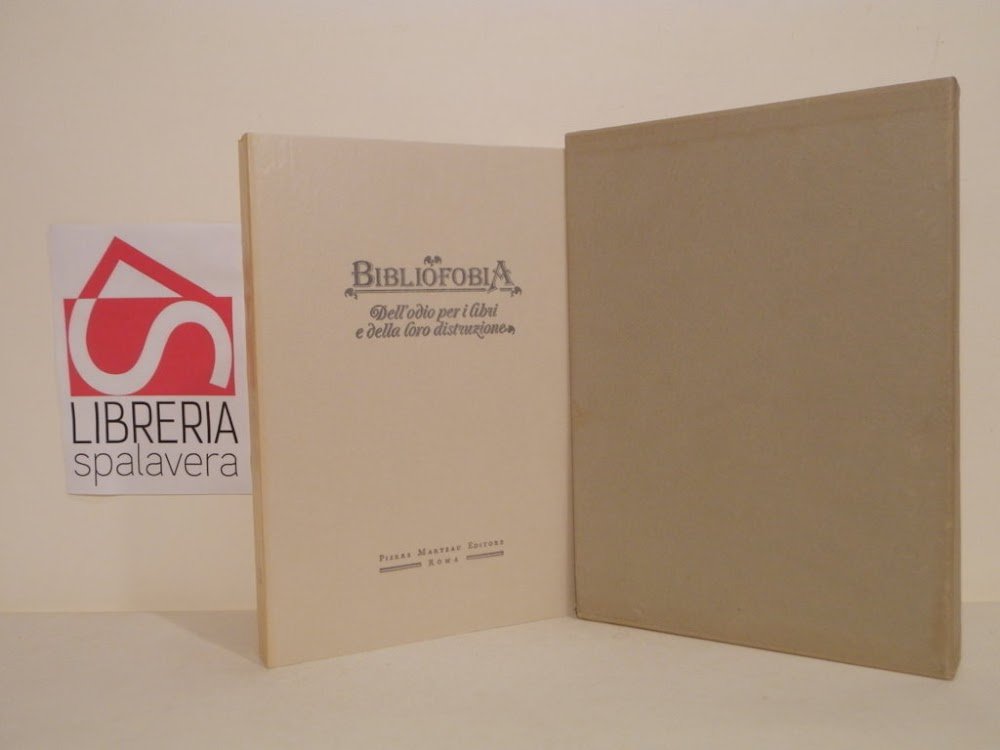 BIBLIOFOBIA
Dell'odio per i libri
e della loro distruzione
PIERRE MARTEAU EDITORE
ROMA
LIBRERIA
spalavera